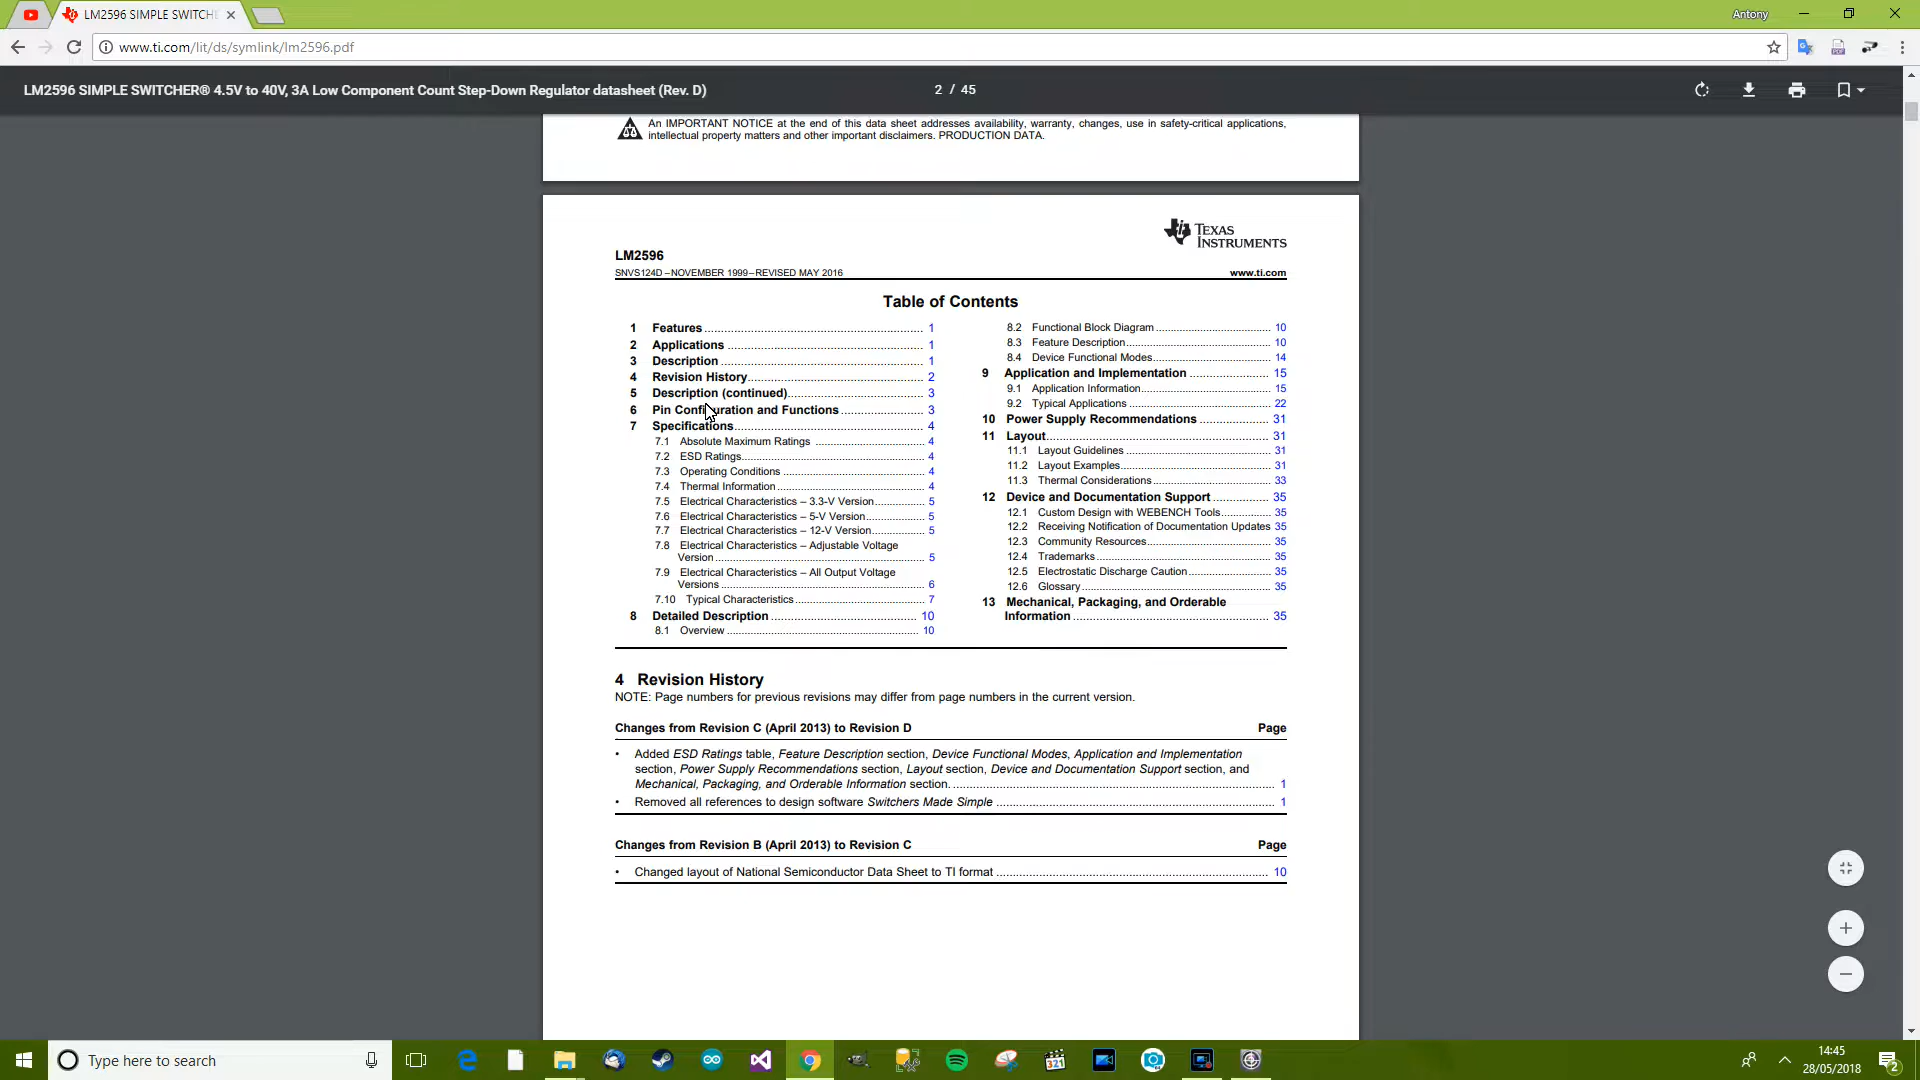 LM2596 SIMPLE SWITCH
Antony
www.ti.com/lit/ds/symlink/lm2596.pdf
LM2596 SIMPLE SWITCHER® 4.5V to 40V, 3A Low Component Count Step-Down Regulator datasheet (Rev. D)
2 / 45
An IMPORTANT NOTICE at the end of this data sheet addresses availability, warranty, changes, use in safety-critical applications,
intellectual property matters and other important disclaimers. PRODUCTION DATA.
TEXAS
INSTRUMENTS
LM2596
SNVS124D –NOVEMBER 1999–REVISED MAY 2016
www.ti.com
Table of Contents
1 Features ........ 1
2 Applications ........ 1
3 Description ........ 1
4 Revision History ........ 2
5 Description (continued) ........ 3
6 Pin Configuration and Functions ........ 3
7 Specifications ........ 4
7.1 Absolute Maximum Ratings ........ 4
7.2 ESD Ratings ........ 4
7.3 Operating Conditions ........ 4
7.4 Thermal Information ........ 4
7.5 Electrical Characteristics – 3.3-V Version ........ 5
7.6 Electrical Characteristics – 5-V Version ........ 5
7.7 Electrical Characteristics – 12-V Version ........ 5
7.8 Electrical Characteristics – Adjustable Voltage
Version ........ 5
7.9 Electrical Characteristics – All Output Voltage
Versions ........ 6
7.10 Typical Characteristics ........ 7
8 Detailed Description ........ 10
8.1 Overview ........ 10
8.2 Functional Block Diagram ........ 10
8.3 Feature Description ........ 10
8.4 Device Functional Modes ........ 14
9 Application and Implementation ........ 15
9.1 Application Information ........ 15
9.2 Typical Applications ........ 22
10 Power Supply Recommendations ........ 31
11 Layout ........ 31
11.1 Layout Guidelines ........ 31
11.2 Layout Examples ........ 31
11.3 Thermal Considerations ........ 33
12 Device and Documentation Support ........ 35
12.1 Custom Design with WEBENCH Tools ........ 35
12.2 Receiving Notification of Documentation Updates 35
12.3 Community Resources ........ 35
12.4 Trademarks ........ 35
12.5 Electrostatic Discharge Caution ........ 35
12.6 Glossary ........ 35
13 Mechanical, Packaging, and Orderable
Information ........ 35
4 Revision History
NOTE: Page numbers for previous revisions may differ from page numbers in the current version.
Changes from Revision C (April 2013) to Revision D Page
• Added ESD Ratings table, Feature Description section, Device Functional Modes, Application and Implementation
section, Power Supply Recommendations section, Layout section, Device and Documentation Support section, and
Mechanical, Packaging, and Orderable Information section. ........ 1
• Removed all references to design software Switchers Made Simple ........ 1
Changes from Revision B (April 2013) to Revision C Page
• Changed layout of National Semiconductor Data Sheet to TI format ........ 10
Type here to search
321
14:45
28/05/2018
2